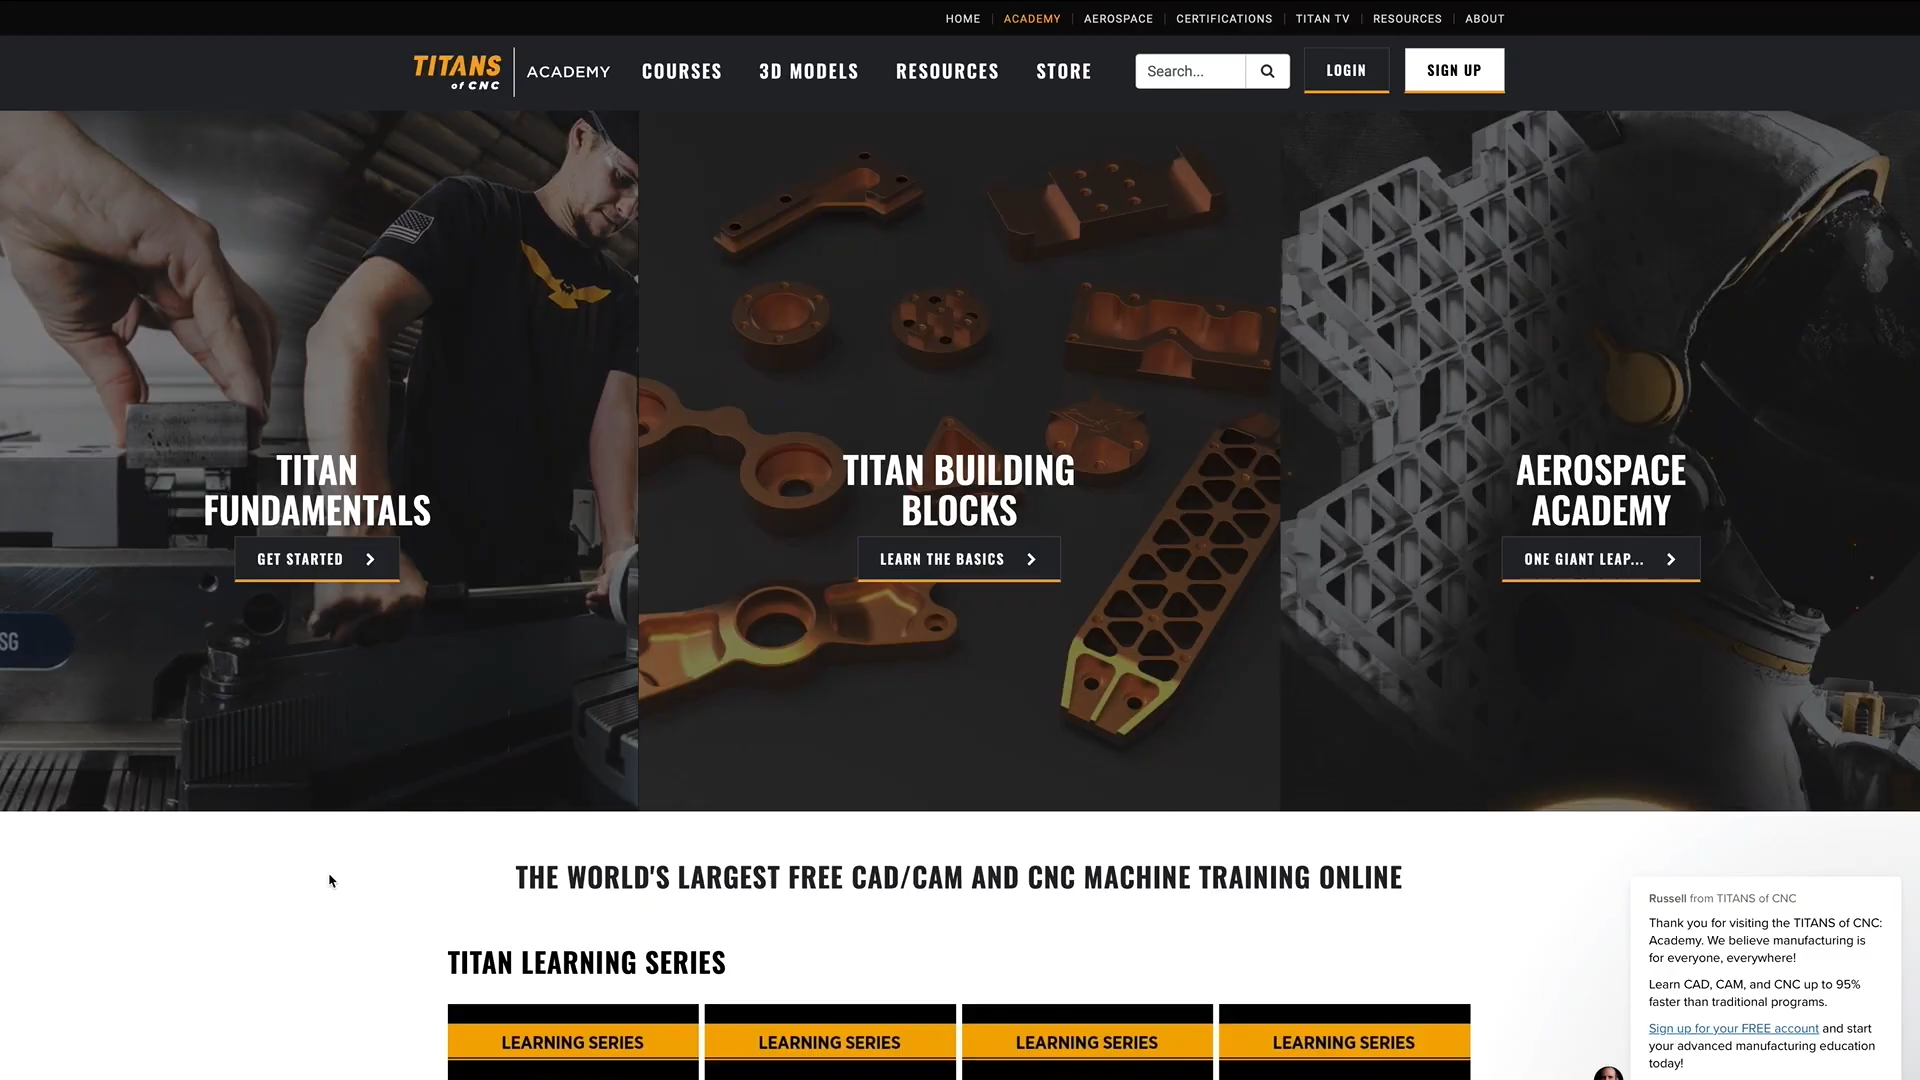 HOME
ACADEMY
AEROSPACE
CERTIFICATIONS
TITAN TV
RESOURCES
ABOUT
TITANS
of CNC
ACADEMY
COURSES
3D MODELS
RESOURCES
STORE
Search...
LOGIN
SIGN UP
TITAN
FUNDAMENTALS
GET STARTED
TITAN BUILDING
BLOCKS
LEARN THE BASICS
AEROSPACE
ACADEMY
ONE GIANT LEAP...
SG
THE WORLD'S LARGEST FREE CAD/CAM AND CNC MACHINE TRAINING ONLINE
TITAN LEARNING SERIES
LEARNING SERIES
LEARNING SERIES
LEARNING SERIES
LEARNING SERIES
Russell from TITANS of CNC
Thank you for visiting the TITANS of CNC:
Academy. We believe manufacturing is
for everyone, everywhere!
Learn CAD, CAM, and CNC up to 95%
faster than traditional programs.
Sign up for your FREE account and start
your advanced manufacturing education
today!